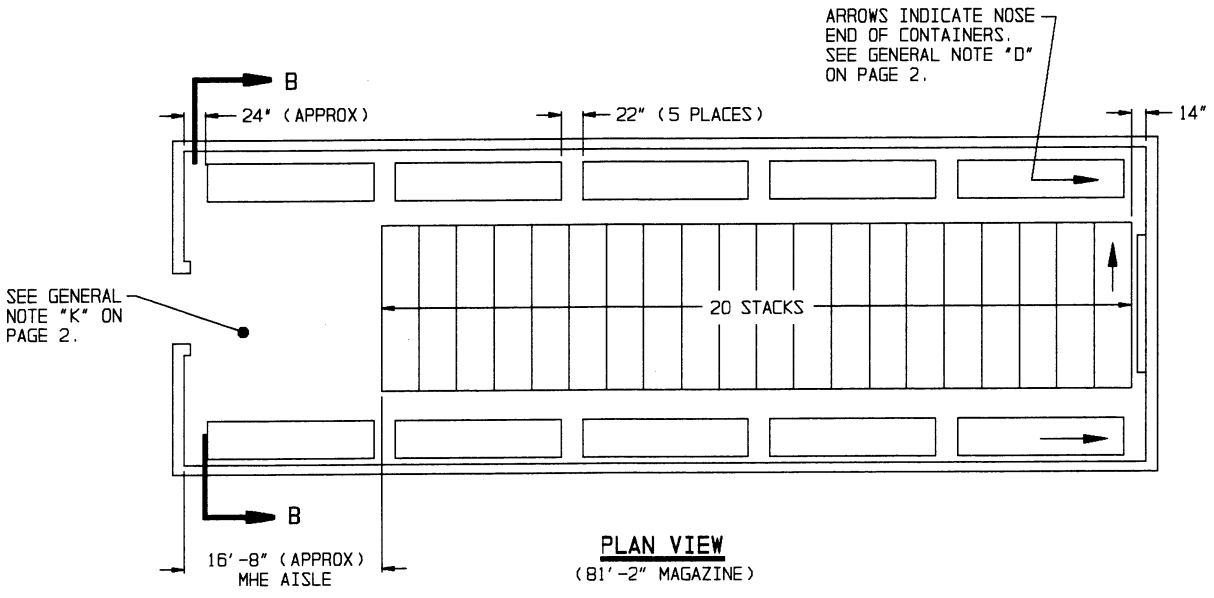 ARROWS INDICATE NOSE
END OF CONTAINERS.
SEE GENERAL NOTE "D"
ON PAGE 2.
B
24" (APPROX)
22" (5 PLACES)
14"
SEE GENERAL
NOTE "K" ON
PAGE 2.
20 STACKS
B
16'-8" (APPROX)
MHE AISLE
PLAN VIEW
(81'-2" MAGAZINE)